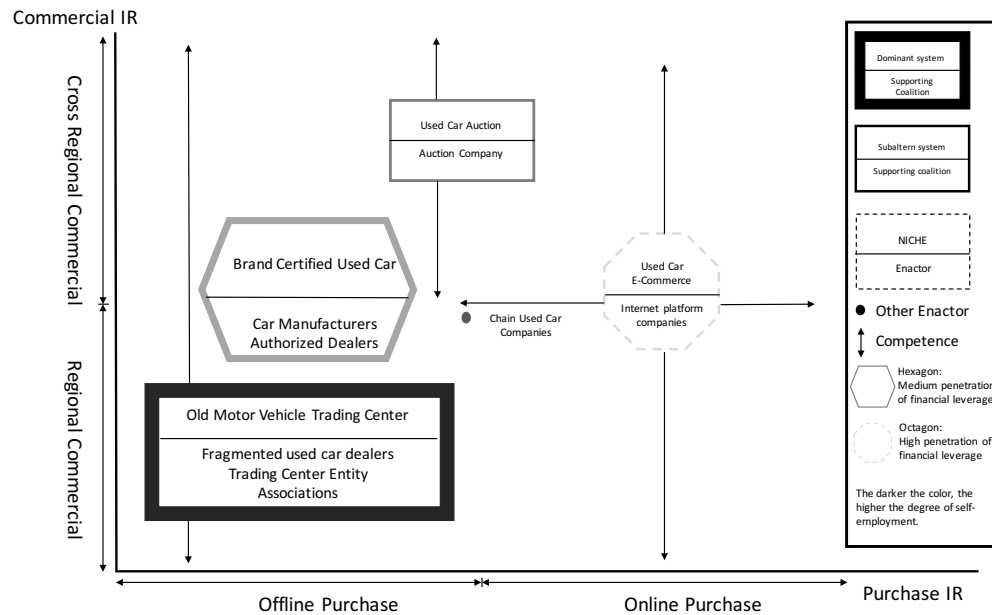 Commercial IR
Cross Regional Commercial
Regional Commercial
Used Car Auction
Auction Company
Brand Certified Used Car
Car Manufacturers
Authorized Dealers
Used Car
E-Commerce
Internet platform
companies
Chain Used Car
Companies
Old Motor Vehicle Trading Center
Fragmented used car dealers
Trading Center Entity
Associations
Offline Purchase
Online Purchase
Purchase IR
Dominant system
Supporting
Coalition
Subaltern system
Supporting coalition
NICHE
Enactor
Other Enactor
Competence
Hexagon:
Medium penetration
of financial leverage
Octagon:
High penetration of
financial leverage
The darker the color, the
higher the degree of self-
employment.